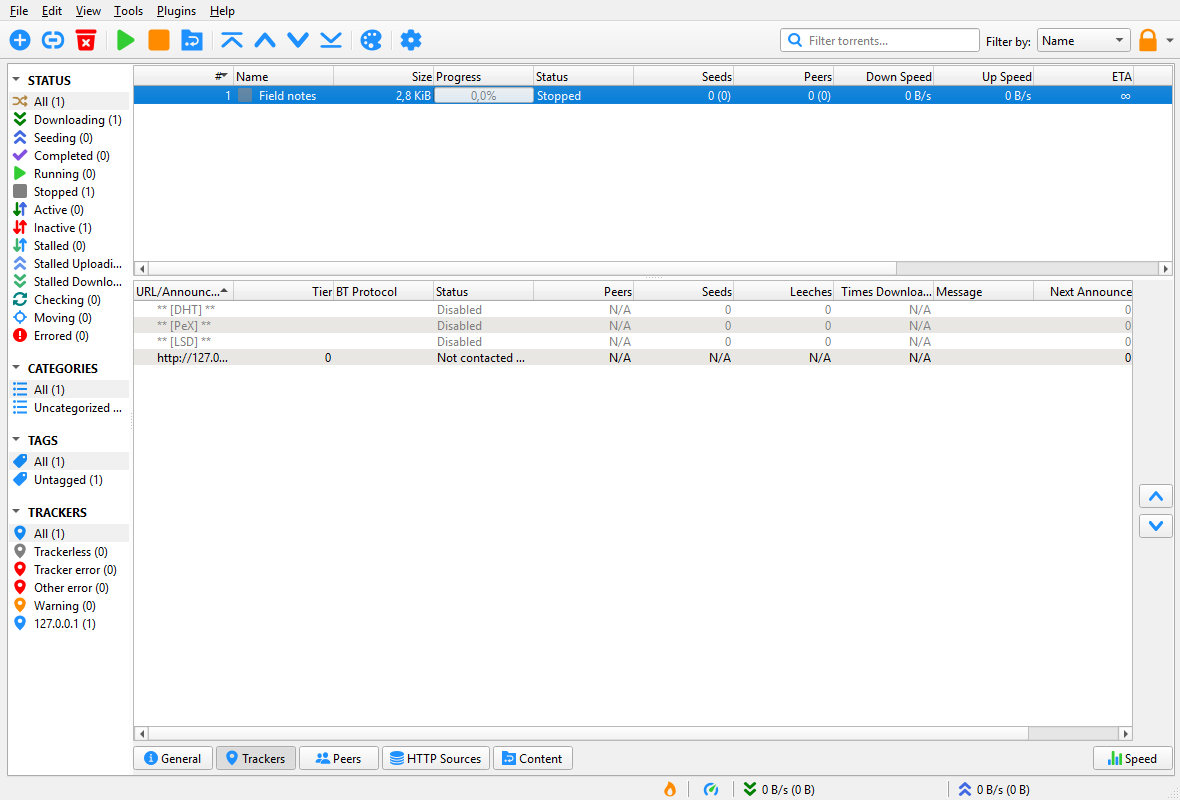 File Edit View Tools Plugins Help
Filter torrents... Filter by: Name
STATUS
All (1)
Downloading (1)
Seeding (0)
Completed (0)
Running (0)
Stopped (1)
Active (0)
Inactive (1)
Stalled (0)
Stalled Uploadi...
Stalled Downlo...
Checking (0)
Moving (0)
Errored (0)
CATEGORIES
All (1)
Uncategorized ...
TAGS
All (1)
Untagged (1)
TRACKERS
All (1)
Trackerless (0)
Tracker error (0)
Other error (0)
Warning (0)
127.0.0.1 (1)
# Name Size Progress Status Seeds Peers Down Speed Up Speed ETA
1 Field notes 2,8 KiB 0,0% Stopped 0 (0) 0 (0) 0 B/s 0 B/s ∞
URL/Announc... Tier BT Protocol Status Peers Seeds Leeches Times Downloa... Message Next Announce
** [DHT] ** Disabled N/A 0 0 N/A 0
** [PeX] ** Disabled N/A 0 0 N/A 0
** [LSD] ** Disabled N/A 0 0 N/A 0
http://127.0... 0 Not contacted ... N/A N/A N/A N/A 0
General Trackers Peers HTTP Sources Content Speed
0 B/s (0 B) 0 B/s (0 B)